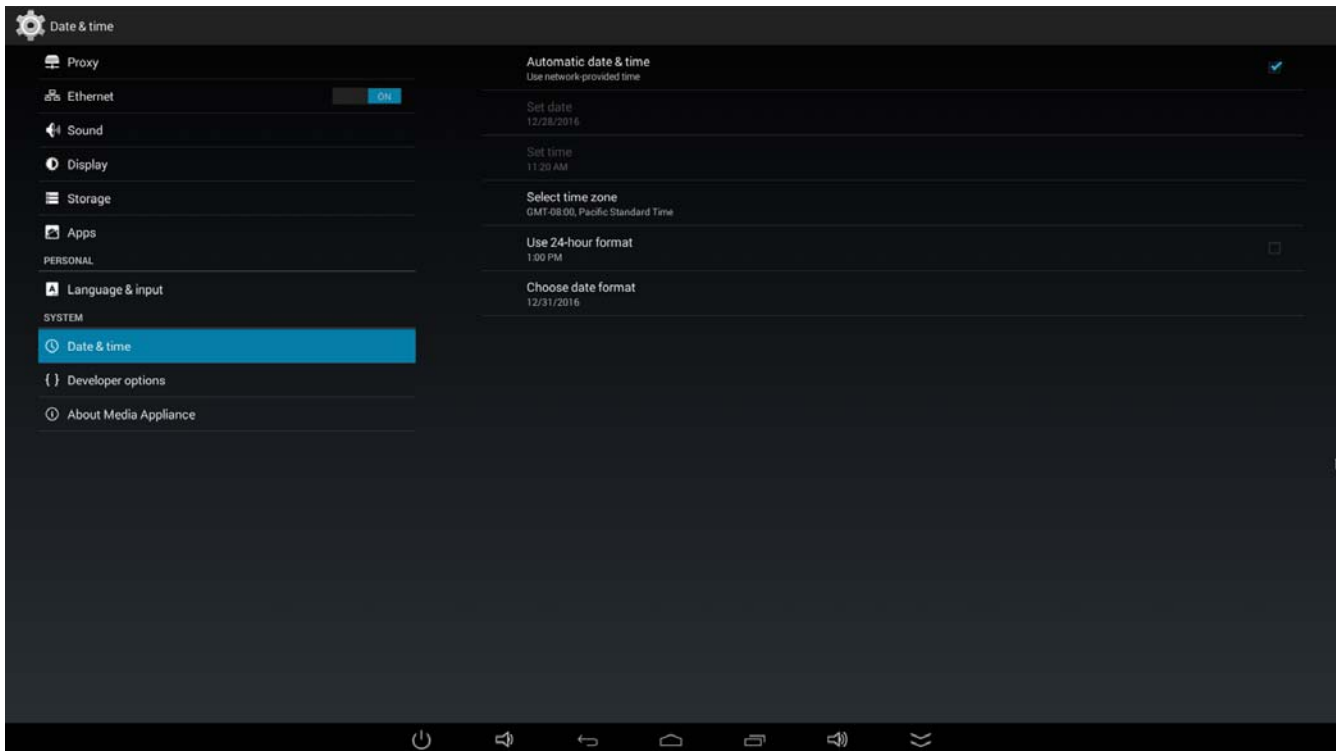 Date & time
Proxy
Ethernet
ON
Sound
Display
Storage
Apps
PERSONAL
Language & input
SYSTEM
Date & time
{ } Developer options
About Media Appliance
Automatic date & time
Use network-provided time
Set date
12/28/2016
Set time
11:20 AM
Select time zone
GMT-08:00, Pacific Standard Time
Use 24-hour format
1:00 PM
Choose date format
12/31/2016